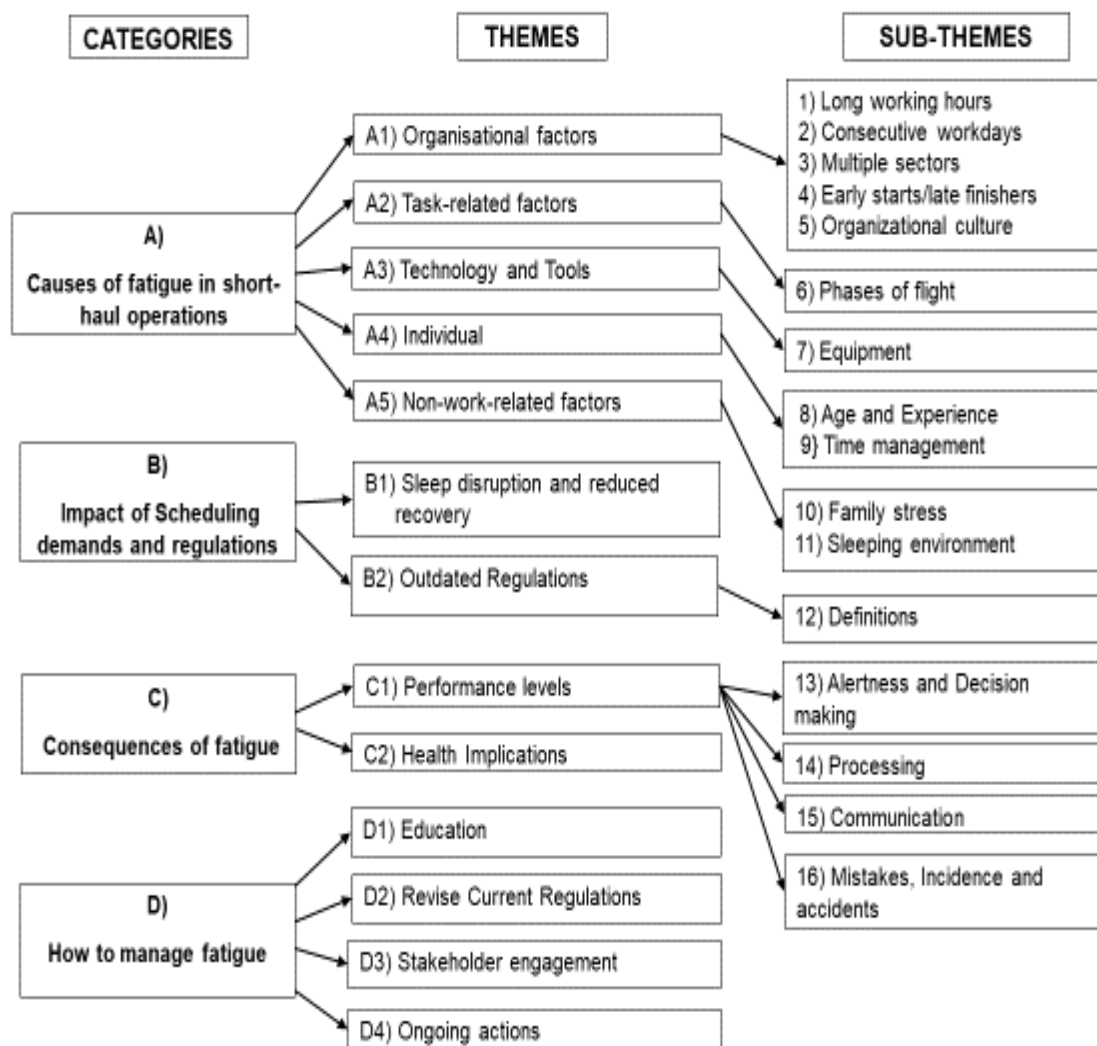 CATEGORIES
THEMES
SUB-THEMES
A)
Causes of fatigue in short-
haul operations
A1) Organisational factors
A2) Task-related factors
A3) Technology and Tools
A4) Individual
A5) Non-work-related factors
1) Long working hours
2) Consecutive workdays
3) Multiple sectors
4) Early starts/late finishers
5) Organizational culture
6) Phases of flight
7) Equipment
8) Age and Experience
9} Time management
10) Family stress
11) Sleeping environment
B)
Impact of Scheduling
demands and regulations
B1) Sleep disruption and reduced
recovery
B2) Outdated Regulations
12) Definitions
C)
Consequences of fatigue
C1) Performance levels
C2) Health Implications
13) Alertness and Decision
making
14) Processing
15) Communication
16) Mistakes, Incidence and
accidents
D)
How to manage fatigue
D1) Education
D2) Revise Current Regulations
D3) Stakeholder engagement
D4) Ongoing actions